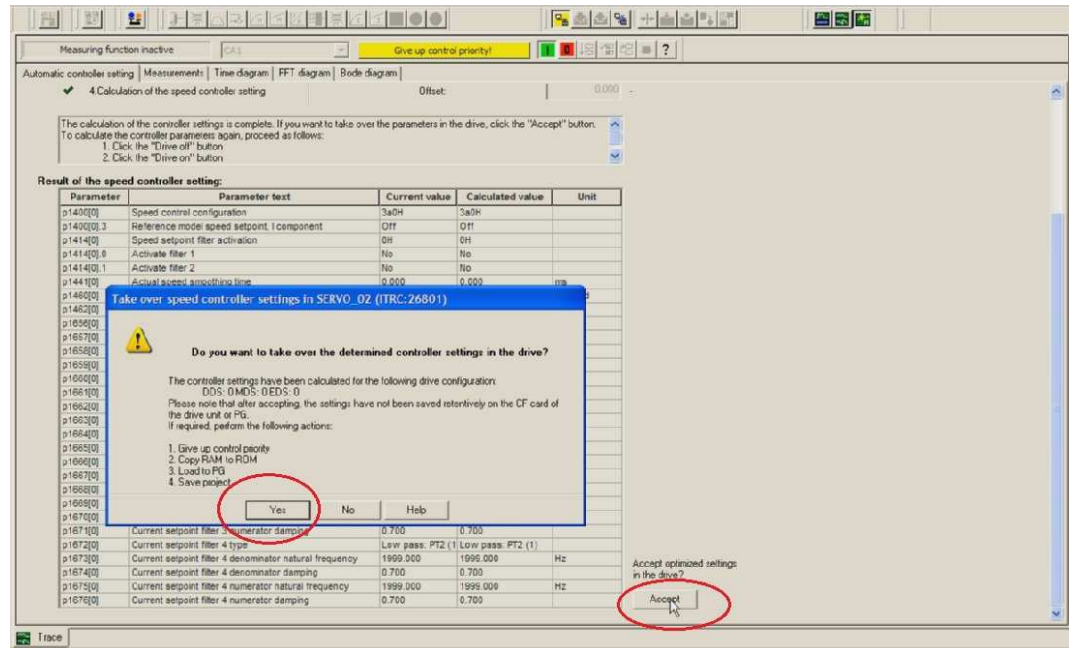 Measuring function inactive
CA1
Give up control priority!
I
0
?
Automatic controller setting
Measurements
Time diagram
FFT diagram
Bode diagram
4.Calculation of the speed controller setting
Offset:
0.000 -
The calculation of the controller settings is complete. If you want to take over the parameters in the drive, click the "Accept" button.
To calculate the controller parameters again, proceed as follows:
1. Click the "Drive off" button
2. Click the "Drive on" button
Result of the speed controller setting:
Parameter Parameter text Current value Calculated value Unit
p1400[0] Speed control configuration 3a0H 3a0H
p1400[0].3 Reference model speed setpoint, I component Off Off
p1414[0] Speed setpoint filter activation 0H 0H
p1414[0].0 Activate filter 1 No No
p1414[0].1 Activate filter 2 No No
p1441[0] Actual speed smoothing time 0.000 0.000 ms
p1460[0]
p1462[0]
p1656[0]
p1657[0]
p1658[0]
p1659[0]
p1660[0]
p1661[0]
p1662[0]
p1663[0]
p1664[0]
p1665[0]
p1666[0]
p1667[0]
p1668[0]
p1669[0]
p1670[0]
Take over speed controller settings in SERVO_02 (ITRC:26801)
Do you want to take over the determined controller settings in the drive?
The controller settings have been calculated for the following drive configuration:
DDS: 0 MDS: 0 EDS: 0
Please note that after accepting, the settings have not been saved retentively on the CF card of
the drive unit or PG.
If required, perform the following actions:
1. Give up control priority
2. Copy RAM to ROM
3. Load to PG
4. Save project
Yes
No
Help
p1671[0] Current setpoint filter 3 numerator damping 0.700 0.700
p1672[0] Current setpoint filter 4 type Low pass: PT2 (1 Low pass: PT2 (1)
p1673[0] Current setpoint filter 4 denominator natural frequency 1999.000 1999.000 Hz
p1674[0] Current setpoint filter 4 denominator damping 0.700 0.700
p1675[0] Current setpoint filter 4 numerator natural frequency 1999.000 1999.000 Hz
p1676[0] Current setpoint filter 4 numerator damping 0.700 0.700
Accept optimized settings
in the drive?
Accept
Trace